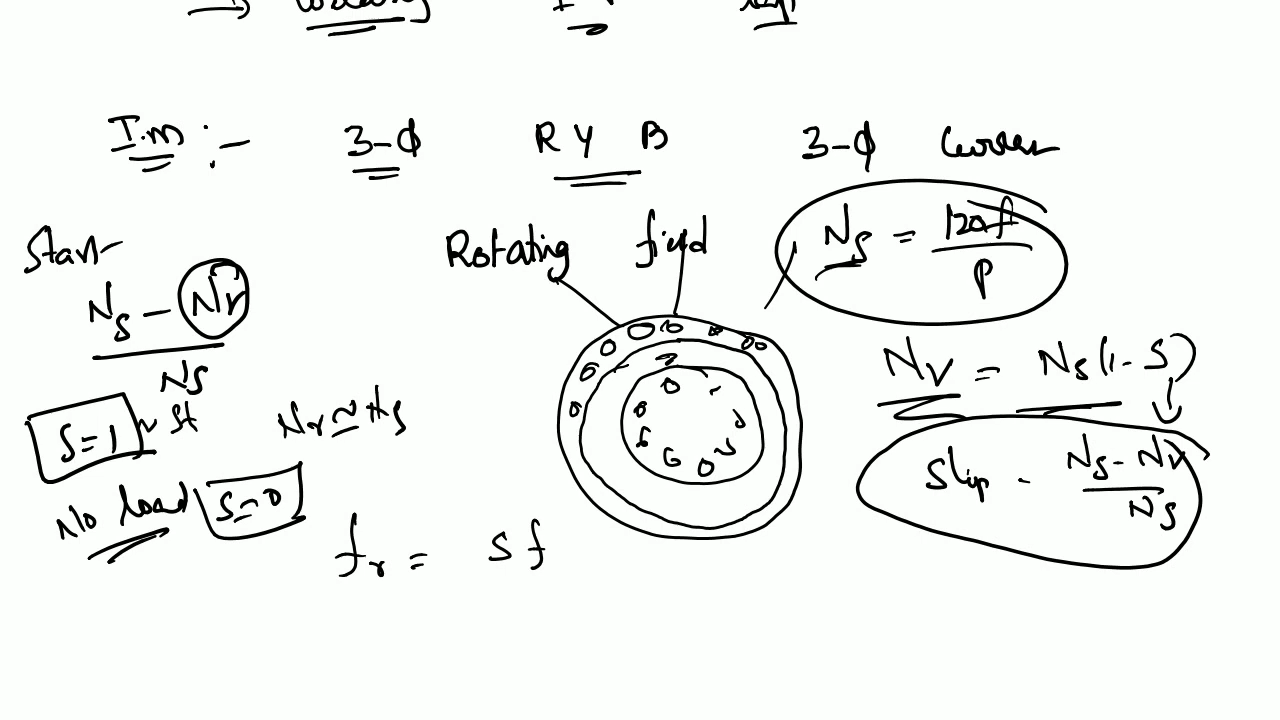 I.m :- 3-ϕ R Y B 3-ϕ
Rotating field
Ns = 120f / P
Start
Ns - Nr / Ns
S=1 St
Nr ≃ Ns
No load S=0
Nr = Ns(1-S)
Slip - Ns - Nr / Ns
fr = sf